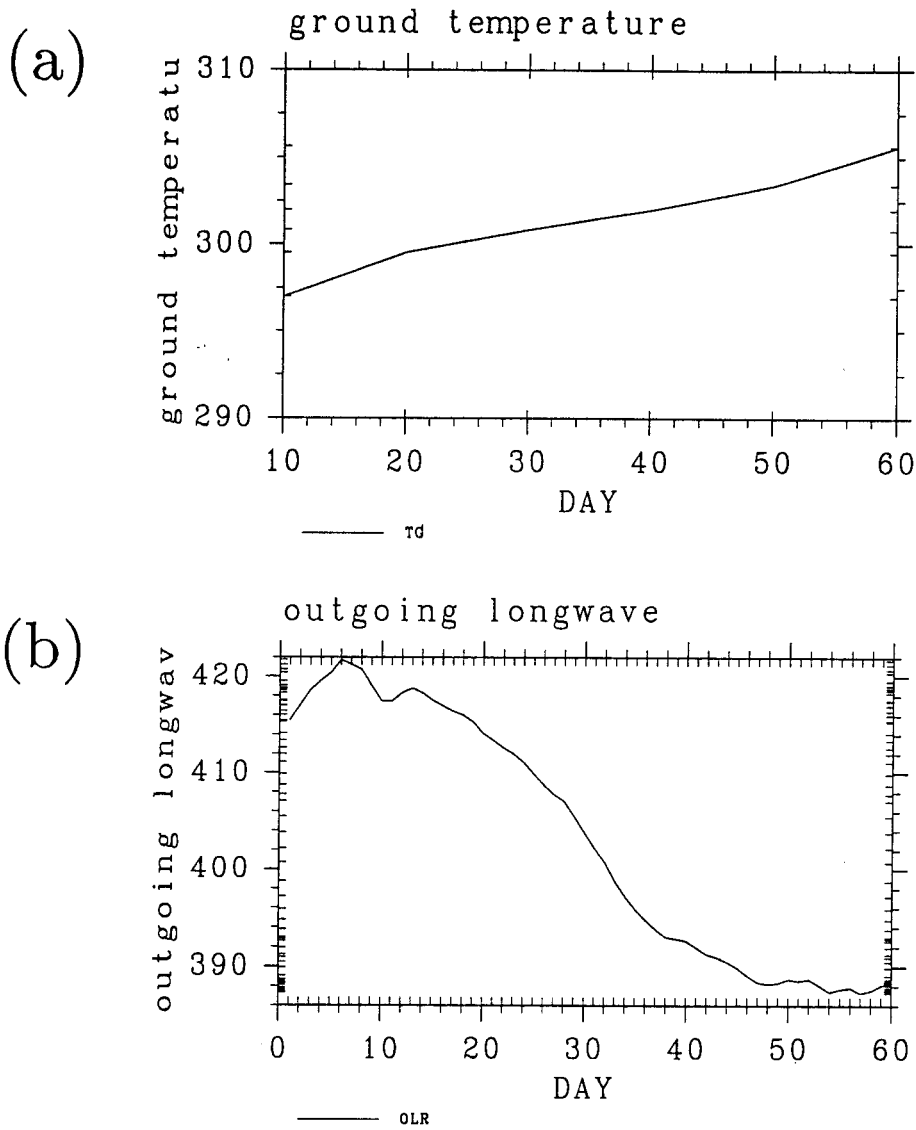 (a)
ground temperature
ground temperatu
310
300
290
10 20 30 40 50 60
DAY
TG
(b)
outgoing longwave
outgoing longwav
420
410
400
390
0 10 20 30 40 50 60
DAY
OLR